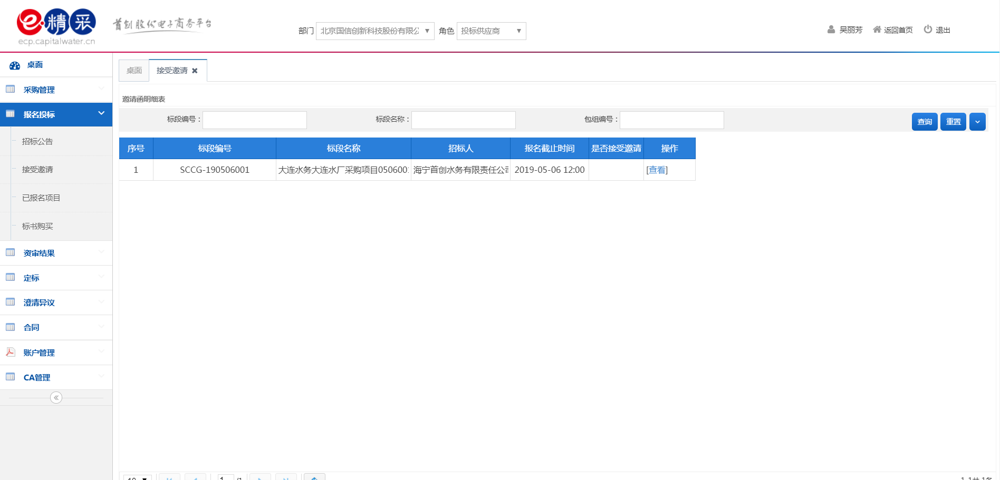 e·精采
首创股份电子商务平台
ecp.capitalwater.cn
部门 北京国信创新科技股份有限公 ▼ 角色 投标供应商 ▼
吴丽芳 返回首页 退出
桌面
采购管理
报名投标
招标公告
接受邀请
已报名项目
标书购买
资审结果
定标
澄清异议
合同
账户管理
CA管理
桌面 接受邀请 ✖
邀请函明细表
标段编号： 标段名称： 包组编号： 查询 重置
序号 标段编号 标段名称 招标人 报名截止时间 是否接受邀请 操作
1 SCCG-190506001 大连水务大连水厂采购项目0506001 海宁首创水务有限责任公司 2019-05-06 12:00 [查看]
10 ▼ 1 /1 1-1共 1条